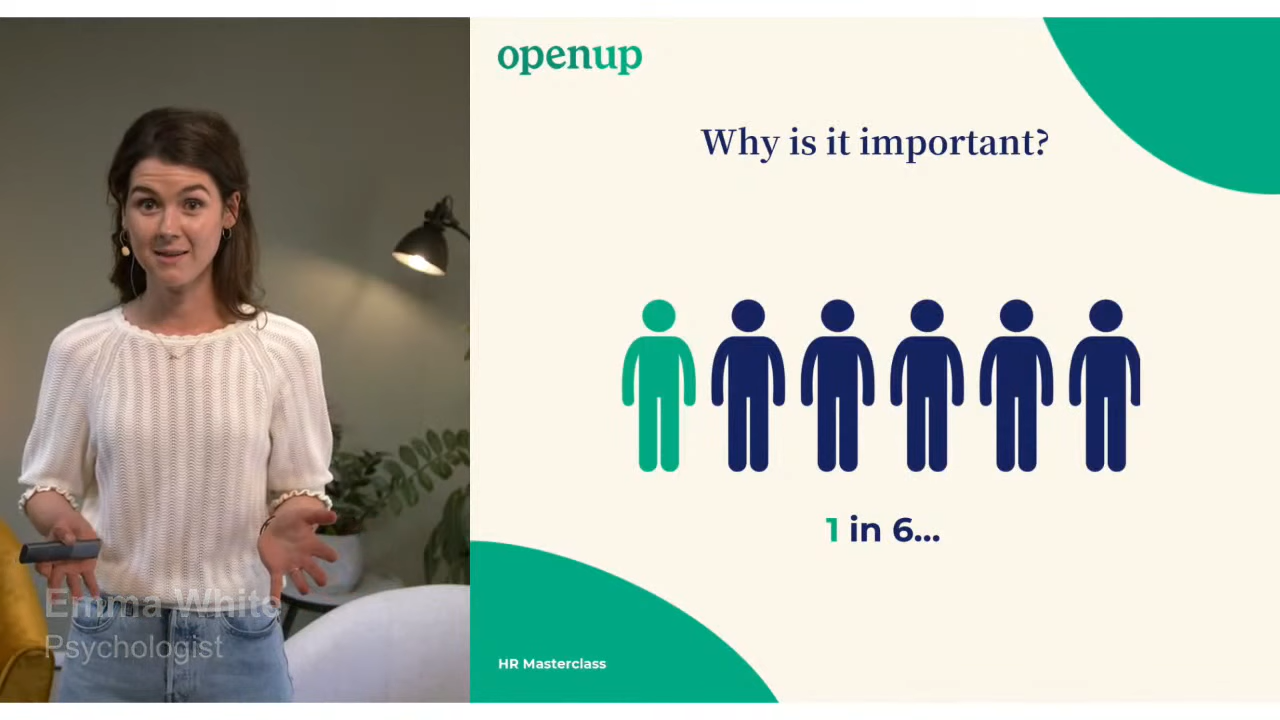 openup
Why is it important?
1 in 6...
Emma White
Psychologist
HR Masterclass